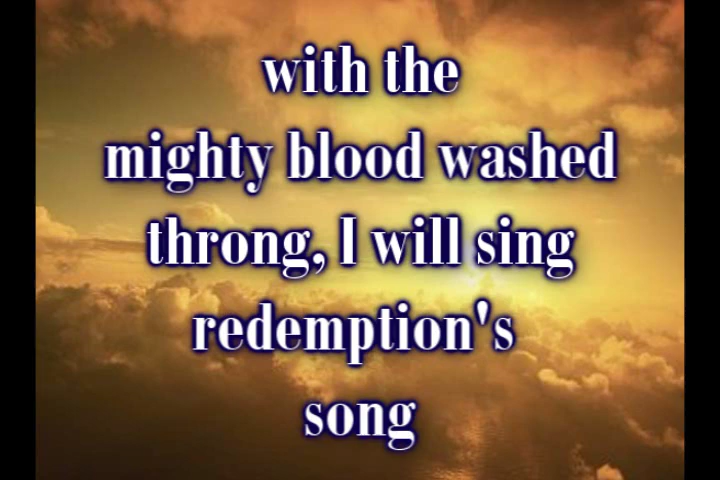 with the
mighty blood washed
throng, I will sing
redemption's
song